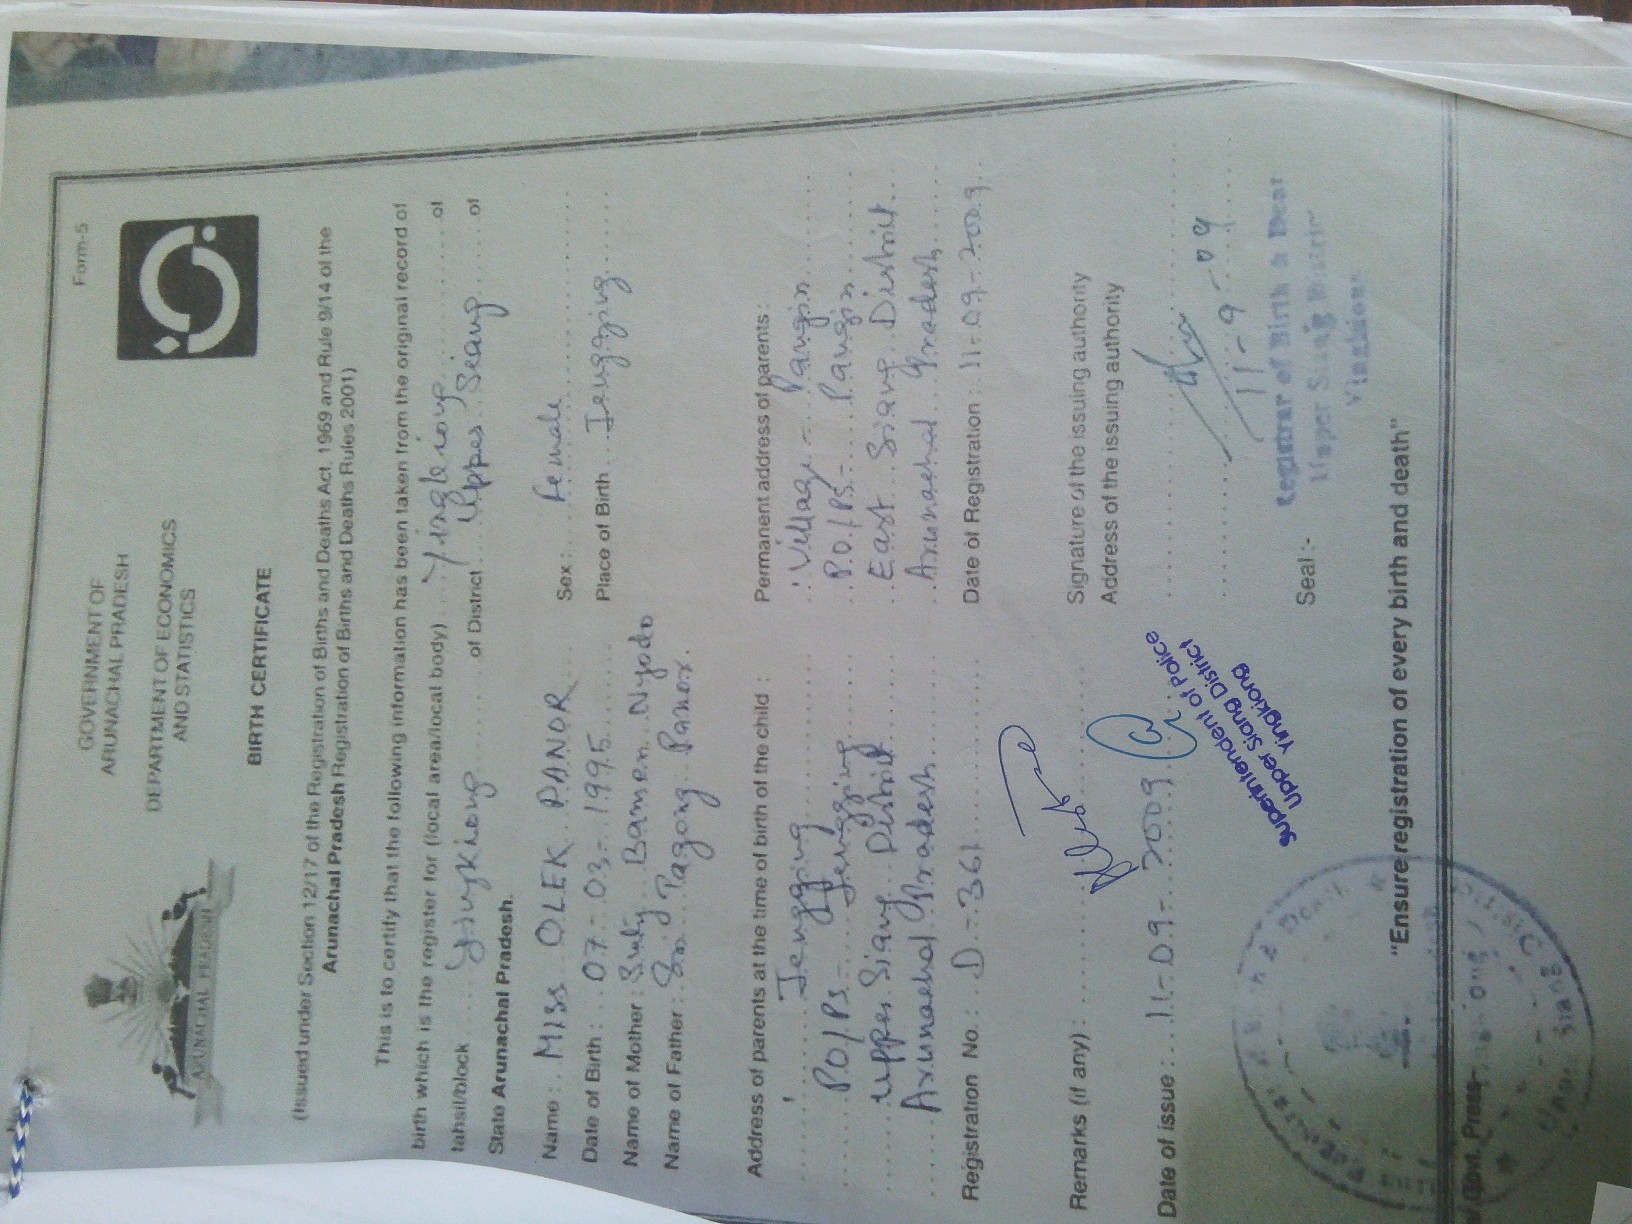 Form-5
GOVERNMENT OF
ARUNACHAL PRADESH
DEPARTMENT OF ECONOMICS
AND STATISTICS
ARUNACHAL PRADESH
BIRTH CERTIFICATE
(Issued under Section 12/17 of the Registration of Births and Deaths Act, 1969 and Rule 9/14 of the
Arunachal Pradesh Registration of Births and Deaths Rules 2001)
This is to certify that the following information has been taken from the original record of
birth which is the register for (local area/local body) Yingkiong of
tahsil/block Yingkiong of District Upper Siang of
State Arunachal Pradesh.
Name : MISS OLEK PANOR Sex : Female
Date of Birth : 07-03-1995 Place of Birth Jengging
Name of Mother : Smty Bamen Nyodo
Name of Father : Sri Pagong Panor.
Address of parents at the time of birth of the child : Permanent address of parents :
Jengging Village - Pangin
PO/PS - Jengging P.O/PS - Pangin
Upper Siang District East Siang District
Arunachal Pradesh Arunachal Pradesh
Registration No. : D-361 Date of Registration : 11-09-2009
Remarks (if any) : Signature of the issuing authority
Address of the issuing authority
Date of issue : 11-09-2009
11-9-09
Superintendent of Police
Upper Siang District
Yingkiong
Seal :-
Registrar of Birth & Deat
Upper Siang District
"Ensure registration of every birth and death"
Govt. Press